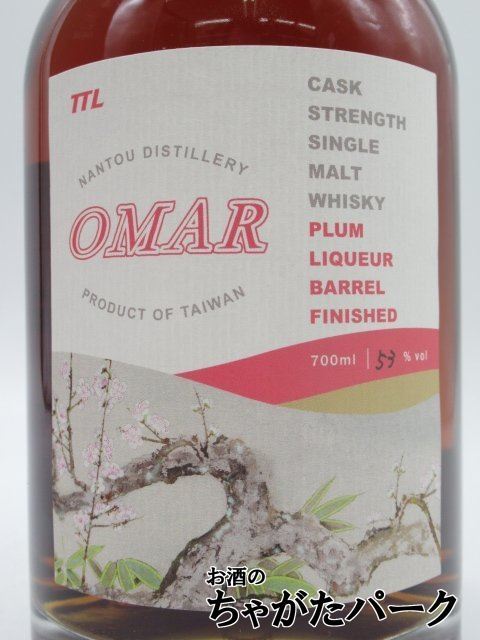 TTL
NANTOU DISTILLERY
OMAR
PRODUCT OF TAIWAN
CASK
STRENGTH
SINGLE
MALT
WHISKY
PLUM
LIQUEUR
BARREL
FINISHED
700ml | 53 % vol
お酒の
ちゃがたパーク